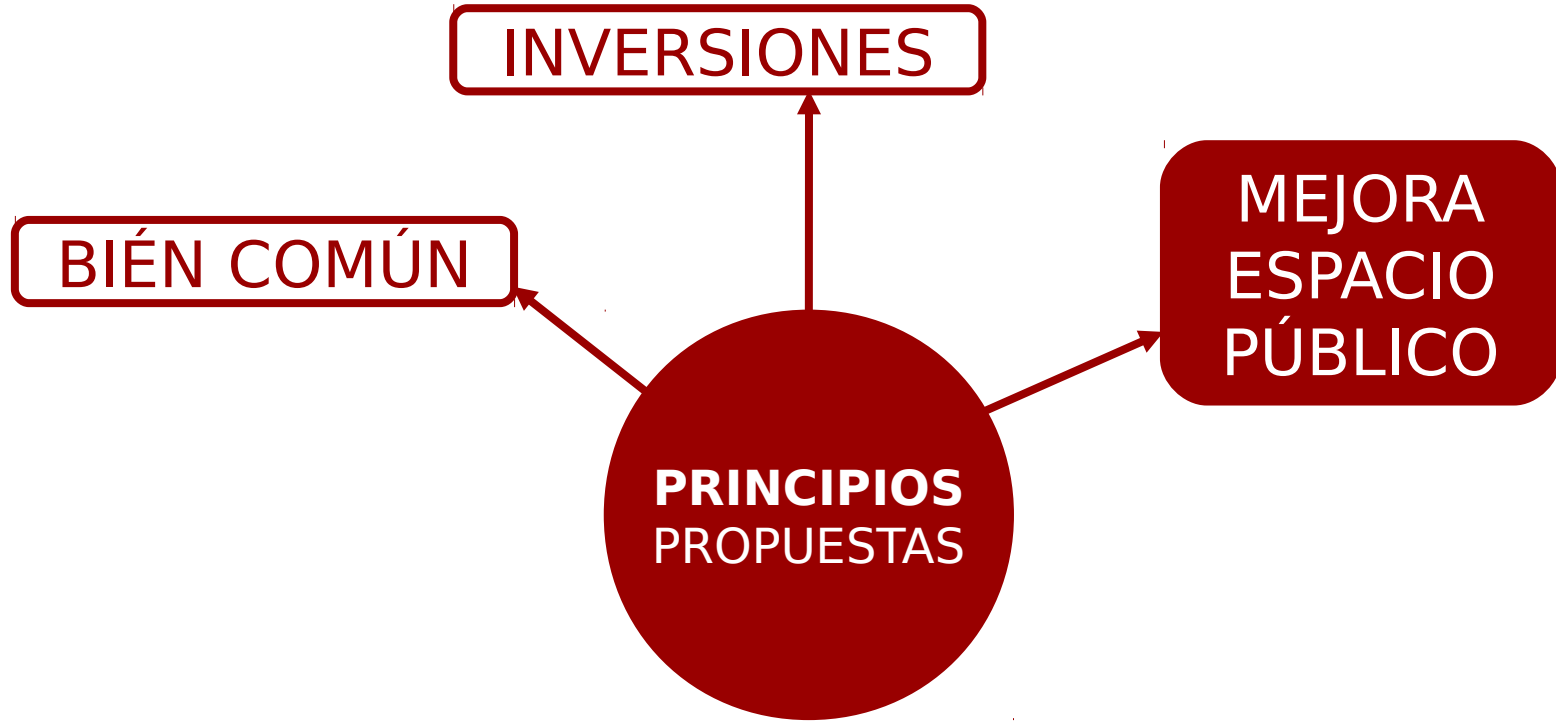 INVERSIONES
BIÉN COMÚN
MEJORA
ESPACIO
PÚBLICO
PRINCIPIOS
PROPUESTAS